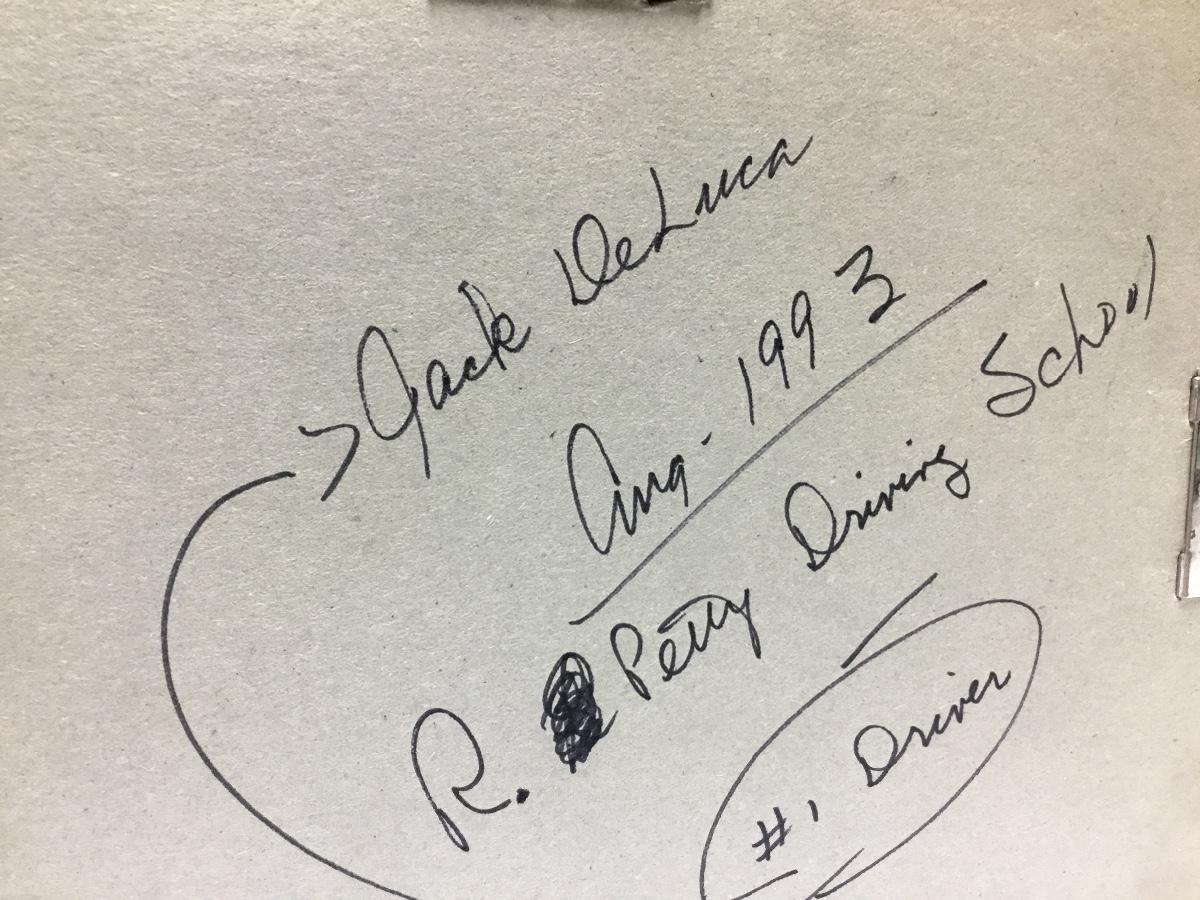 Jack DeLuca
Aug. 1993
R. Petty Driving School
#1 Driver